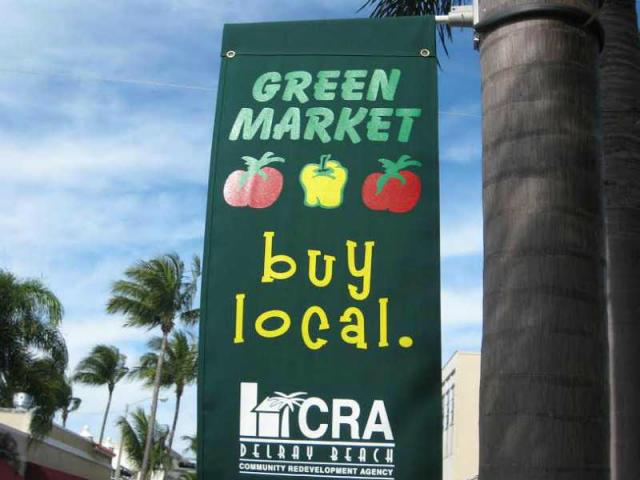 GREEN
MARKET
buy
local.
CRA
DELRAY BEACH
COMMUNITY REDEVELOPMENT AGENCY